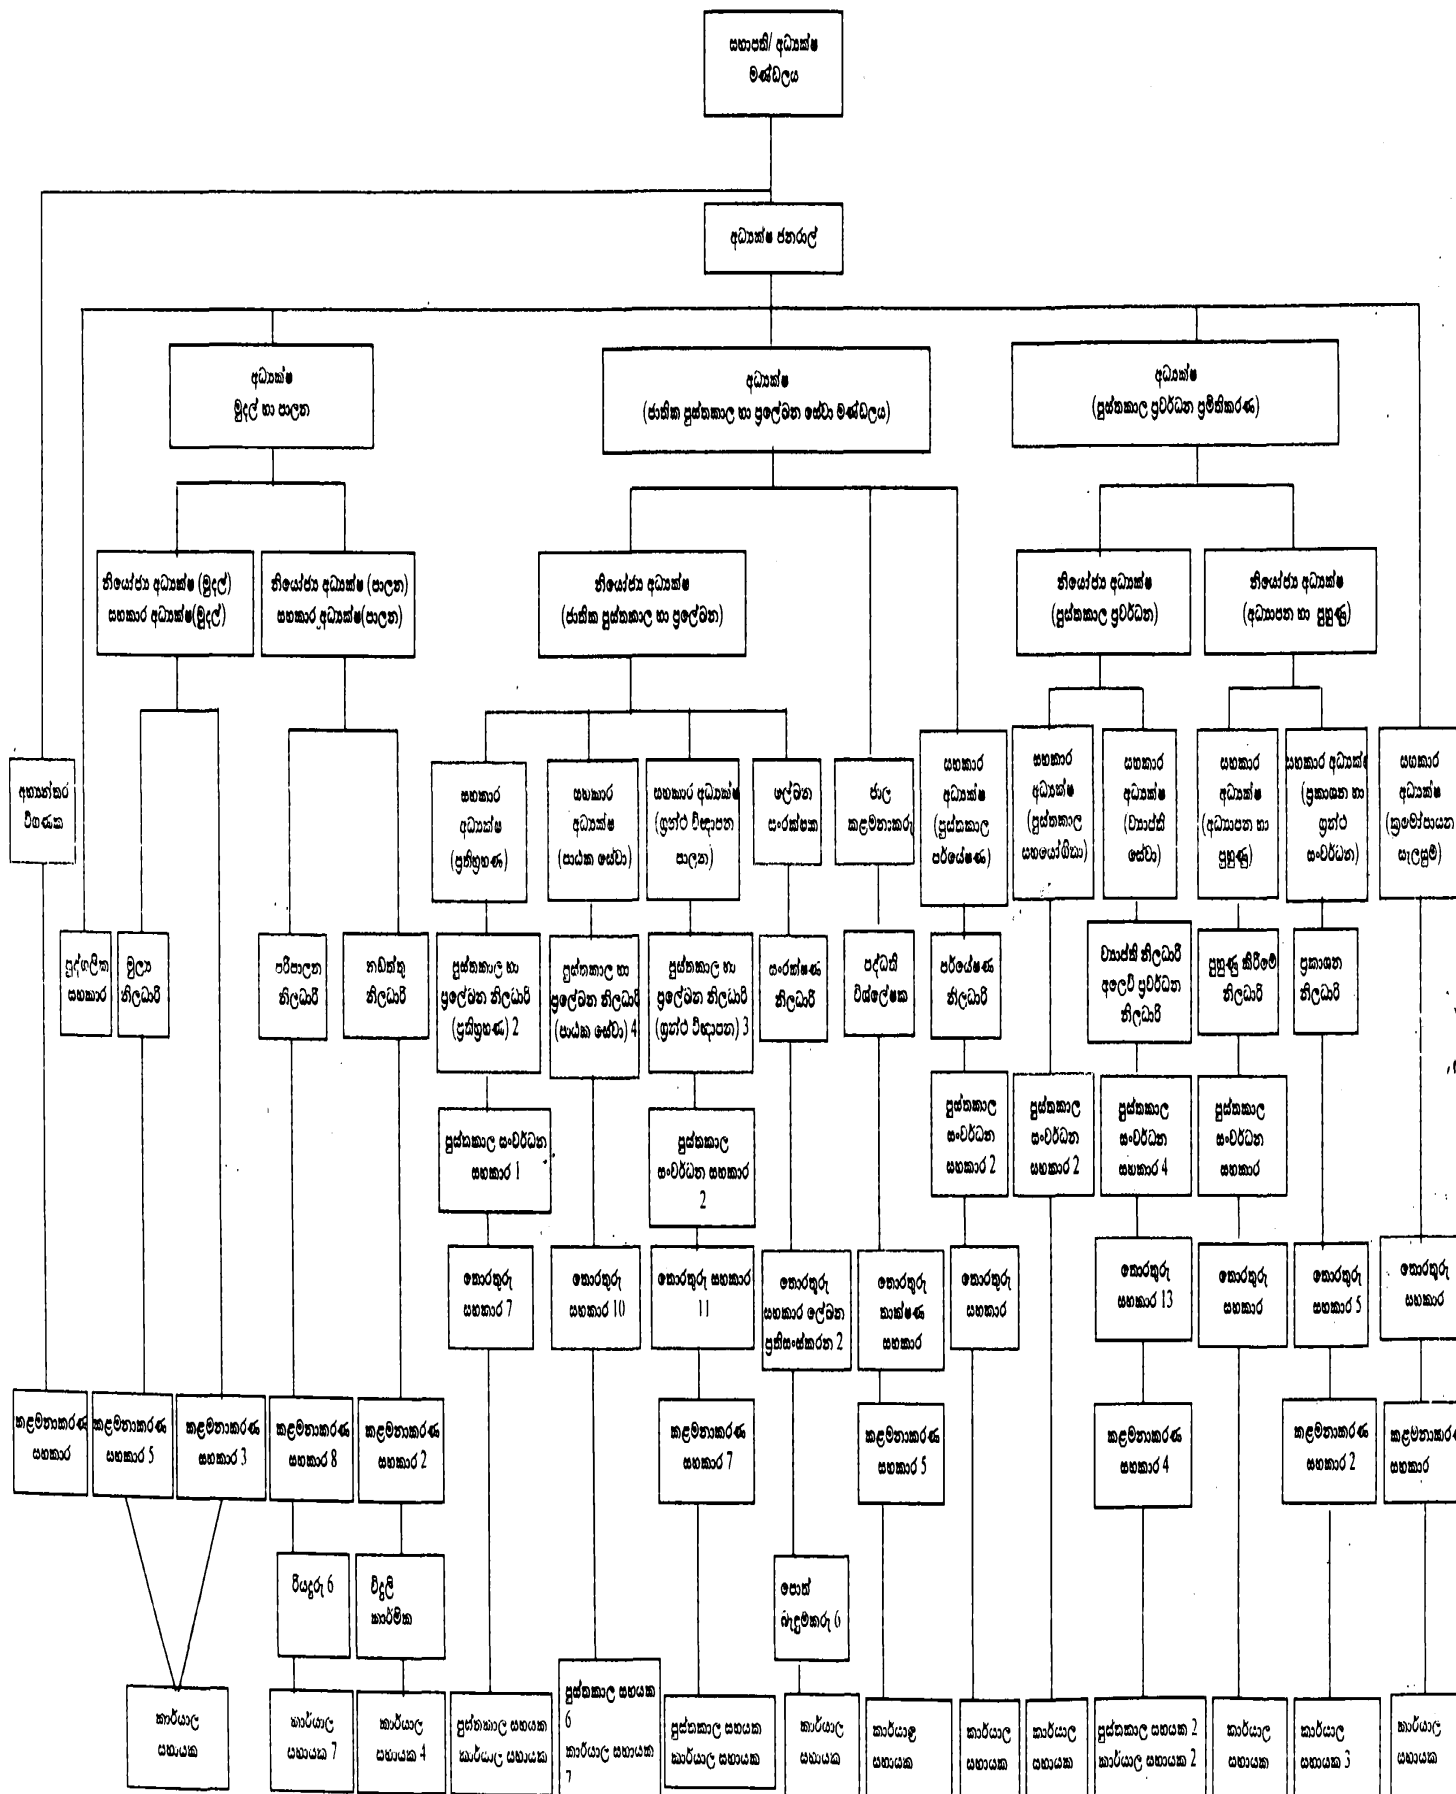 සභාපති/ අධ්‍යක්ෂ
මණ්ඩලය
අධ්‍යක්ෂ ජනරාල්
අධ්‍යක්ෂ
මුදල් හා පාලන
අධ්‍යක්ෂ
(ජාතික පුස්තකාල හා ප්‍රලේඛන සේවා මණ්ඩලය)
අධ්‍යක්ෂ
(පුස්තකාල ප්‍රවර්ධන ප්‍රමිතිකරණ)
නියෝජ්‍ය අධ්‍යක්ෂ (මුදල්)
සහකාර අධ්‍යක්ෂ(මුදල්)
නියෝජ්‍ය අධ්‍යක්ෂ (පාලන)
සහකාර අධ්‍යක්ෂ(පාලන)
නියෝජ්‍ය අධ්‍යක්ෂ
(ජාතික පුස්තකාල හා ප්‍රලේඛන)
නියෝජ්‍ය අධ්‍යක්ෂ
(පුස්තකාල ප්‍රවර්ධන)
නියෝජ්‍ය අධ්‍යක්ෂ
(අධ්‍යාපන හා පුහුණු)
අභ්‍යන්තර
විගණක
සහකාර
අධ්‍යක්ෂ
(ප්‍රතිග්‍රහණ)
සහකාර
අධ්‍යක්ෂ
(පාඨක සේවා)
සහකාර අධ්‍යක්ෂ
(ග්‍රන්ථ විඥාපන
පාලන)
ලේඛන
සංරක්ෂක
ජාල
කළමනාකරු
සහකාර
අධ්‍යක්ෂ
(පුස්තකාල
පර්යේෂණ)
සහකාර
අධ්‍යක්ෂ
(පුස්තකාල
සහයෝගිතා)
සහකාර
අධ්‍යක්ෂ
(ව්‍යාප්ති
සේවා)
සහකාර
අධ්‍යක්ෂ
(අධ්‍යාපන හා
පුහුණු)
සහකාර අධ්‍යක්ෂ
(ප්‍රකාශන හා
ග්‍රන්ථ
සංවර්ධන)
සහකාර
අධ්‍යක්ෂ
(ක්‍රමෝපායන
සැලසුම්)
පුද්ගලික
සහකාර
මූල්‍ය
නිලධාරී
පරිපාලන
නිලධාරී
නඩත්තු
නිලධාරී
පුස්තකාල හා
ප්‍රලේඛන නිලධාරී
(ප්‍රතිග්‍රහණ) 2
පුස්තකාල හා
ප්‍රලේඛන නිලධාරී
(පාඨක සේවා) 4
පුස්තකාල හා
ප්‍රලේඛන නිලධාරී
(ග්‍රන්ථ විඥාපන) 3
සංරක්ෂණ
නිලධාරී
පද්ධති
විශ්ලේෂක
පර්යේෂණ
නිලධාරී
ව්‍යාප්ති නිලධාරී
අලෙවි ප්‍රවර්ධන
නිලධාරි
පුහුණු කිරීමේ
නිලධාරි
ප්‍රකාශන
නිලධාරි
පුස්තකාල සංවර්ධන
සහකාර 1
පුස්තකාල
සංවර්ධන සහකාර
2
පුස්තකාල
සංවර්ධන
සහකාර 2
පුස්තකාල
සංවර්ධන
සහකාර 2
පුස්තකාල
සංවර්ධන
සහකාර 4
පුස්තකාල
සංවර්ධන
සහකාර
තොරතුරු
සහකාර 7
තොරතුරු
සහකාර 10
තොරතුරු සහකාර
11
තොරතුරු
සහකාර ලේඛන
ප්‍රතිසංස්කරන 2
තොරතුරු
තාක්ෂණ
සහකාර
තොරතුරු
සහකාර
තොරතුරු
සහකාර 13
තොරතුරු
සහකාර
තොරතුරු
සහකාර 5
තොරතුරු
සහකාර
කළමනාකරණ
සහකාර
කළමනාකරණ
සහකාර 5
කළමනාකරණ
සහකාර 3
කළමනාකරණ
සහකාර 8
කළමනාකරණ
සහකාර 2
කළමනාකරණ
සහකාර 7
කළමනාකරණ
සහකාර 5
කළමනාකරණ
සහකාර 4
කළමනාකරණ
සහකාර 2
කළමනාකරණ
සහකාර
රියදුරු 6
විදුලි
කාර්මික
පොත්
බැඳුම්කරු 6
කාර්යාල
සහායක
කාර්යාල
සහායක 7
කාර්යාල
සහායක 4
පුස්තකාල සහයක
කාර්යාල සහායක
පුස්තකාල සහයක
6
කාර්යාල සහායක
7
පුස්තකාල සහයක
කාර්යාල සහායක
කාර්යාල
සහායක
කාර්යාල
සහායක
කාර්යාල
සහායක
කාර්යාල
සහායක
පුස්තකාල සහයක 2
කාර්යාල සහායක 2
කාර්යාල
සහායක
කාර්යාල
සහායක 3
කාර්යාල
සහායක